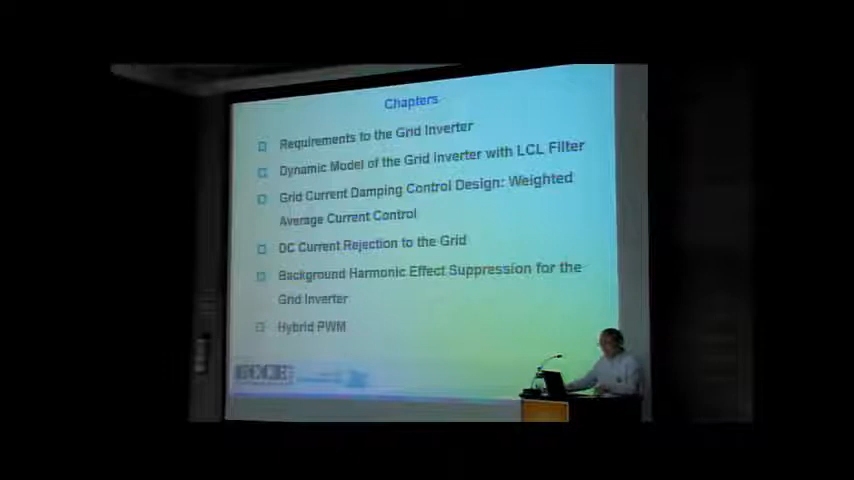 Chapters
Requirements to the Grid Inverter
Dynamic Model of the Grid Inverter with LCL Filter
Grid Current Damping Control Design: Weighted
Average Current Control
DC Current Rejection to the Grid
Background Harmonic Effect Suppression for the
Grid Inverter
Hybrid PWM